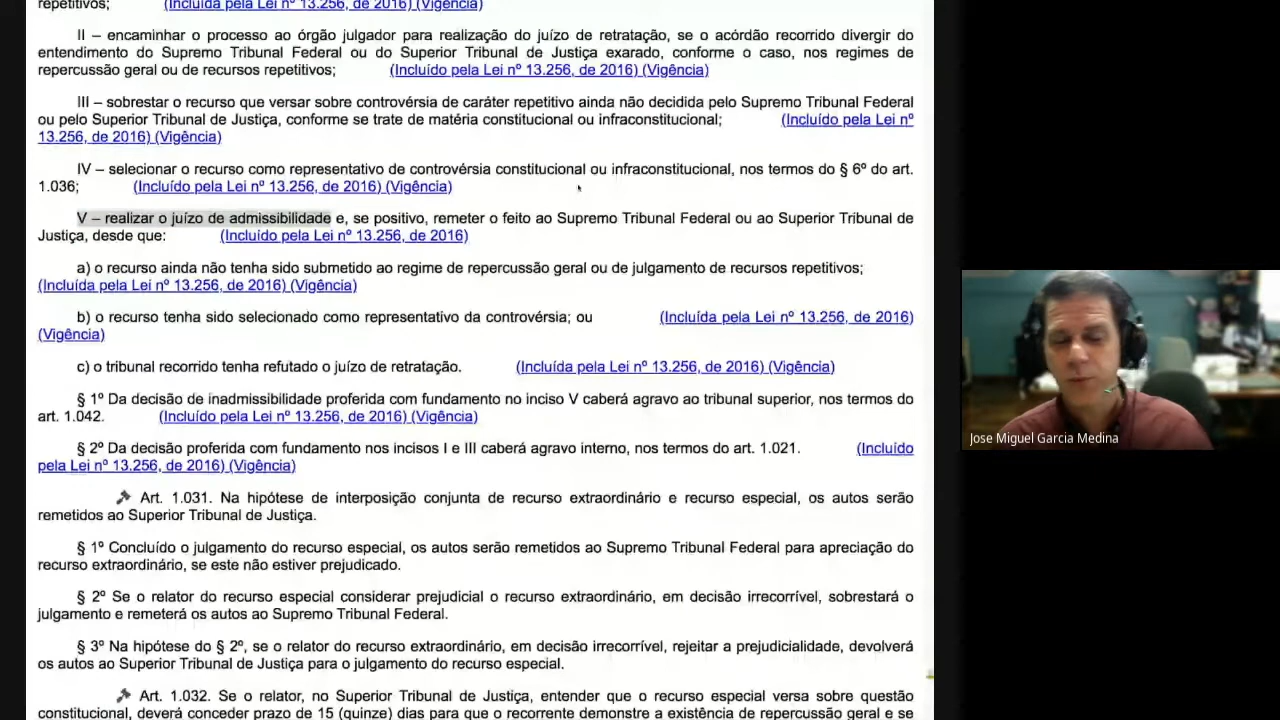 repetitivos; (Incluído pela Lei nº 13.256, de 2016) (Vigência)
II – encaminhar o processo ao órgão julgador para realização do juízo de retratação, se o acórdão recorrido divergir do
entendimento do Supremo Tribunal Federal ou do Superior Tribunal de Justiça exarado, conforme o caso, nos regimes de
repercussão geral ou de recursos repetitivos; (Incluído pela Lei nº 13.256, de 2016) (Vigência)
III – sobrestar o recurso que versar sobre controvérsia de caráter repetitivo ainda não decidida pelo Supremo Tribunal Federal
ou pelo Superior Tribunal de Justiça, conforme se trate de matéria constitucional ou infraconstitucional; (Incluído pela Lei nº
13.256, de 2016) (Vigência)
IV – selecionar o recurso como representativo de controvérsia constitucional ou infraconstitucional, nos termos do § 6º do art.
1.036; (Incluído pela Lei nº 13.256, de 2016) (Vigência)
V – realizar o juízo de admissibilidade e, se positivo, remeter o feito ao Supremo Tribunal Federal ou ao Superior Tribunal de
Justiça, desde que: (Incluído pela Lei nº 13.256, de 2016)
a) o recurso ainda não tenha sido submetido ao regime de repercussão geral ou de julgamento de recursos repetitivos;
(Incluída pela Lei nº 13.256, de 2016) (Vigência)
b) o recurso tenha sido selecionado como representativo da controvérsia; ou (Incluída pela Lei nº 13.256, de 2016)
(Vigência)
c) o tribunal recorrido tenha refutado o juízo de retratação. (Incluída pela Lei nº 13.256, de 2016) (Vigência)
§ 1º Da decisão de inadmissibilidade proferida com fundamento no inciso V caberá agravo ao tribunal superior, nos termos do
art. 1.042. (Incluído pela Lei nº 13.256, de 2016) (Vigência)
§ 2º Da decisão proferida com fundamento nos incisos I e III caberá agravo interno, nos termos do art. 1.021. (Incluído
pela Lei nº 13.256, de 2016) (Vigência)
Art. 1.031. Na hipótese de interposição conjunta de recurso extraordinário e recurso especial, os autos serão
remetidos ao Superior Tribunal de Justiça.
§ 1º Concluído o julgamento do recurso especial, os autos serão remetidos ao Supremo Tribunal Federal para apreciação do
recurso extraordinário, se este não estiver prejudicado.
§ 2º Se o relator do recurso especial considerar prejudicial o recurso extraordinário, em decisão irrecorrível, sobrestará o
julgamento e remeterá os autos ao Supremo Tribunal Federal.
§ 3º Na hipótese do § 2º, se o relator do recurso extraordinário, em decisão irrecorrível, rejeitar a prejudicialidade, devolverá
os autos ao Superior Tribunal de Justiça para o julgamento do recurso especial.
Art. 1.032. Se o relator, no Superior Tribunal de Justiça, entender que o recurso especial versa sobre questão
constitucional, deverá conceder prazo de 15 (quinze) dias para que o recorrente demonstre a existência de repercussão geral e se
Jose Miguel Garcia Medina